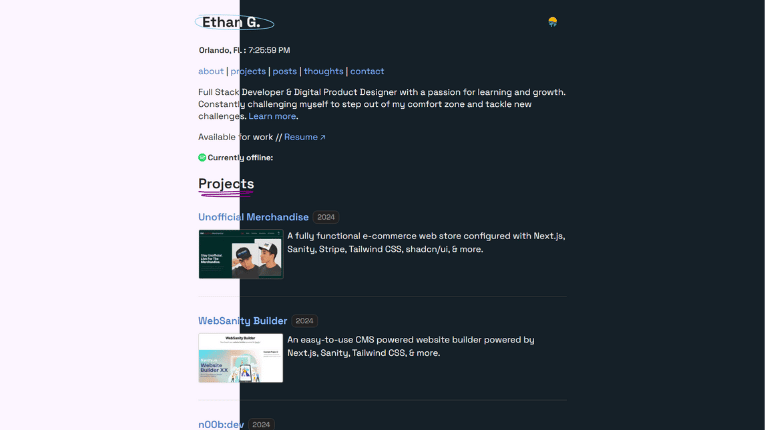 Ethan G.
Orlando, FL : 7:25:59 PM
about | projects | posts | thoughts | contact
Full Stack Developer & Digital Product Designer with a passion for learning and growth.
Constantly challenging myself to step out of my comfort zone and tackle new
challenges. Learn more.
Available for work // Resume ↗
Currently offline:
Projects
Unofficial Merchandise 2024
A fully functional e-commerce web store configured with Next.js,
Sanity, Stripe, Tailwind CSS, shadcn/ui, & more.
WebSanity Builder 2024
WebSanity Builder
Website
Builder XX
An easy-to-use CMS powered website builder powered by
Next.js, Sanity, Tailwind CSS, & more.
n00b:dev 2024